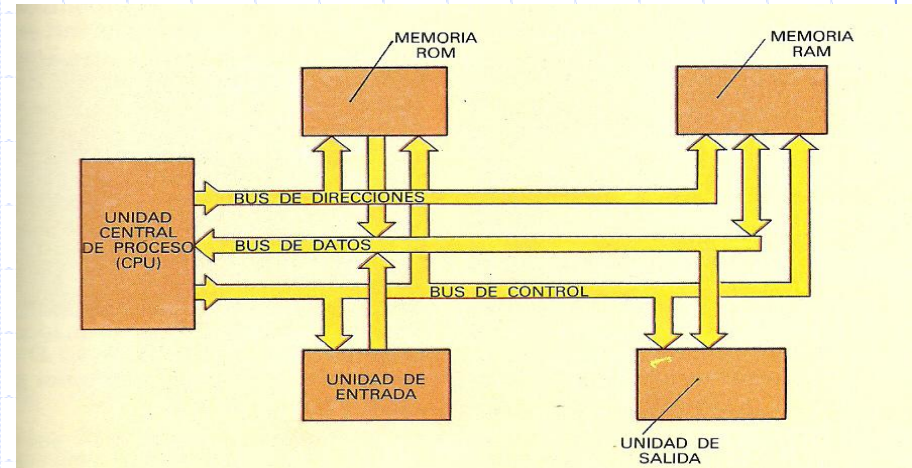 MEMORIA
ROM
MEMORIA
RAM
UNIDAD
CENTRAL
DE PROCESO
(CPU)
BUS DE DIRECCIONES
BUS DE DATOS
BUS DE CONTROL
UNIDAD DE
ENTRADA
UNIDAD DE
SALIDA